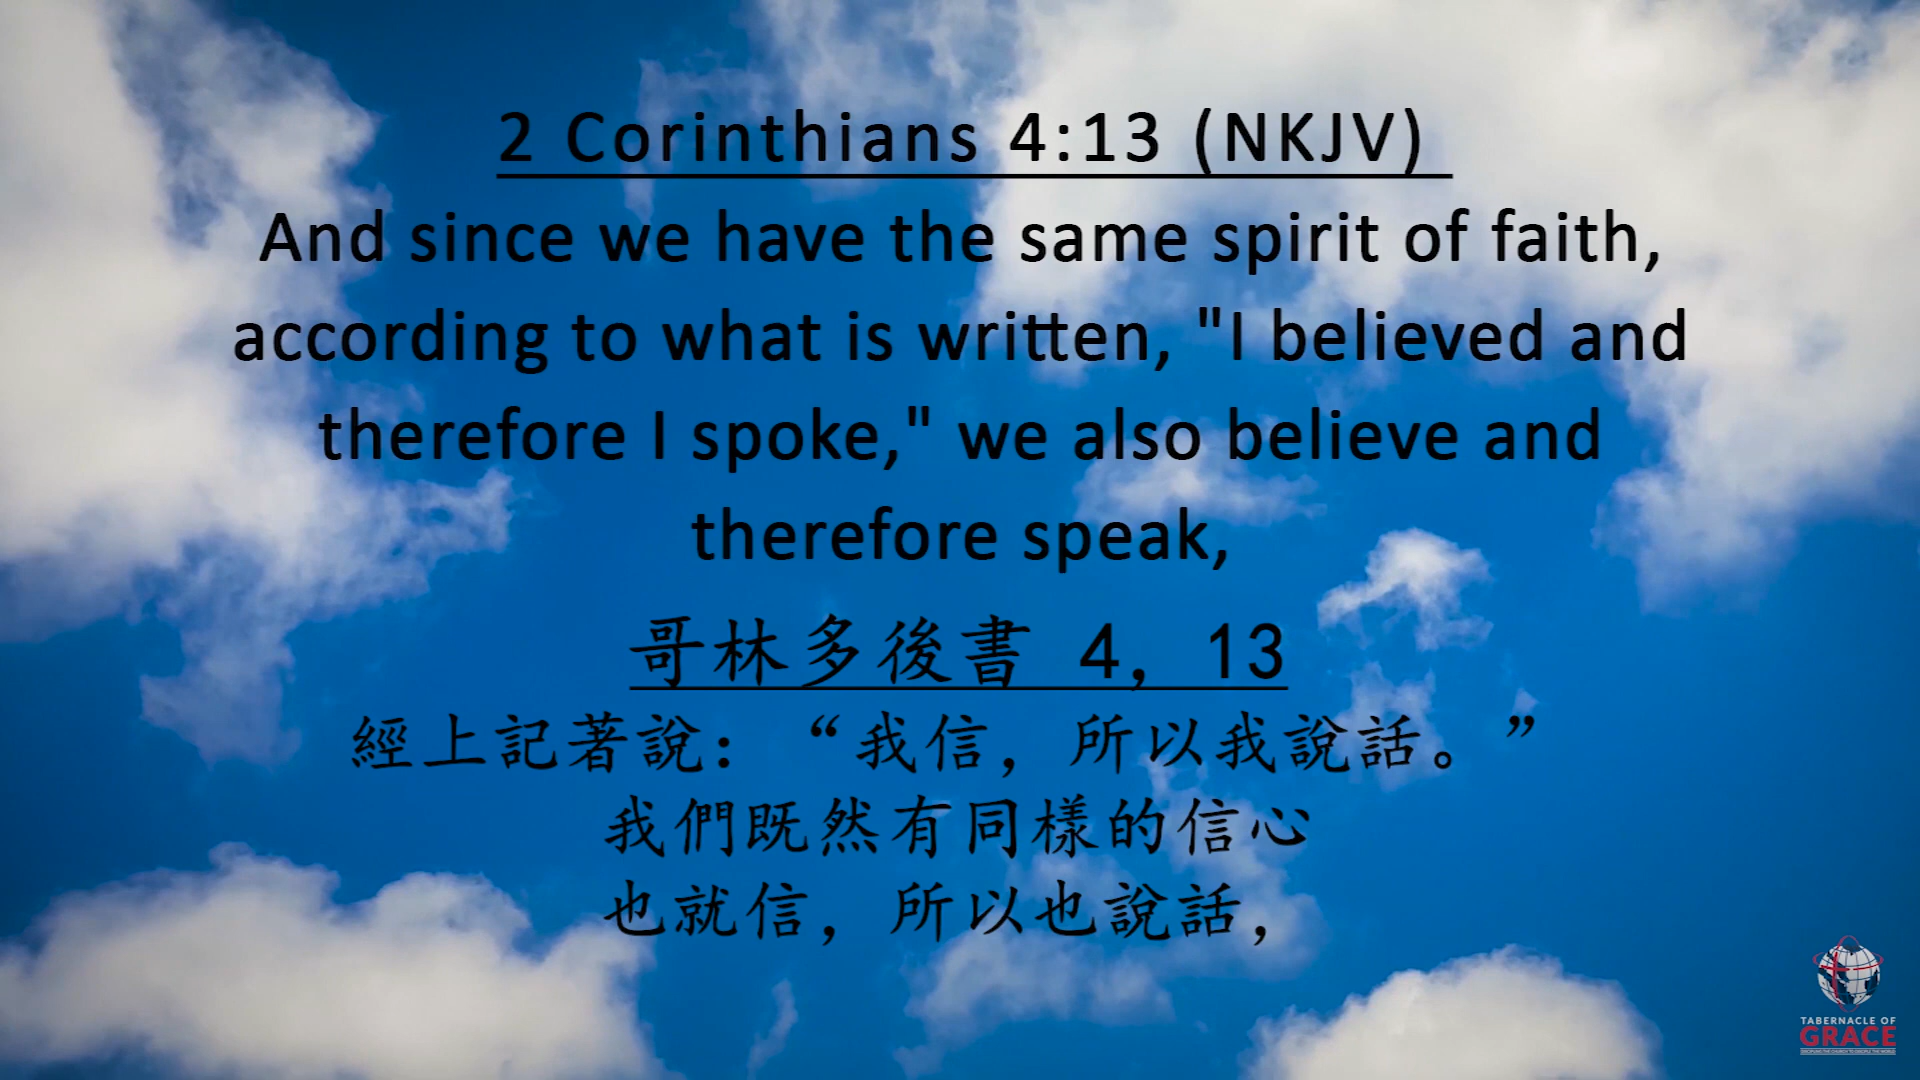 2 Corinthians 4:13 (NKJV)
And since we have the same spirit of faith,
according to what is written, "I believed and
therefore I spoke," we also believe and
therefore speak,
哥林多後書 4, 13
經上記著說：“我信，所以我說話。”
我們既然有同樣的信心
也就信，所以也說話，
TABERNACLE OF
GRACE